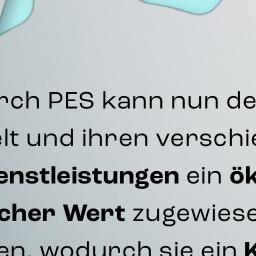 rch PES kann nun de
elt und ihren verschie
enstleistungen ein ök
cher Wert zugewiese
en, wodurch sie ein K